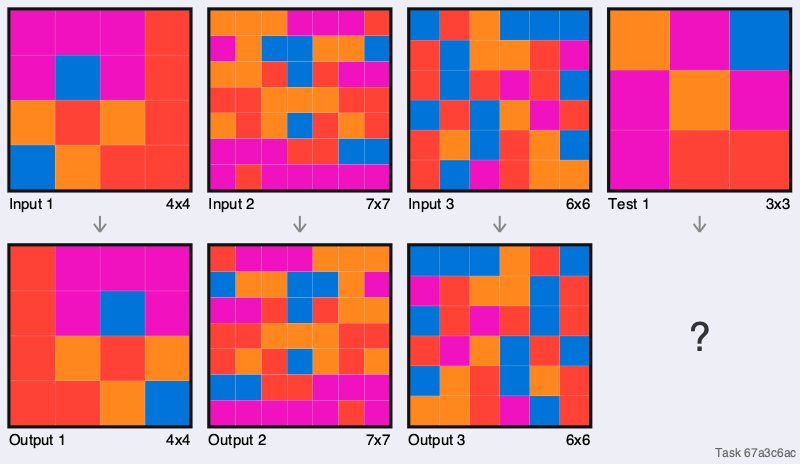 Input 1 4x4
Input 2 7x7
Input 3 6x6
Test 1 3x3
?
Output 1 4x4
Output 2 7x7
Output 3 6x6
Task 67a3c6ac